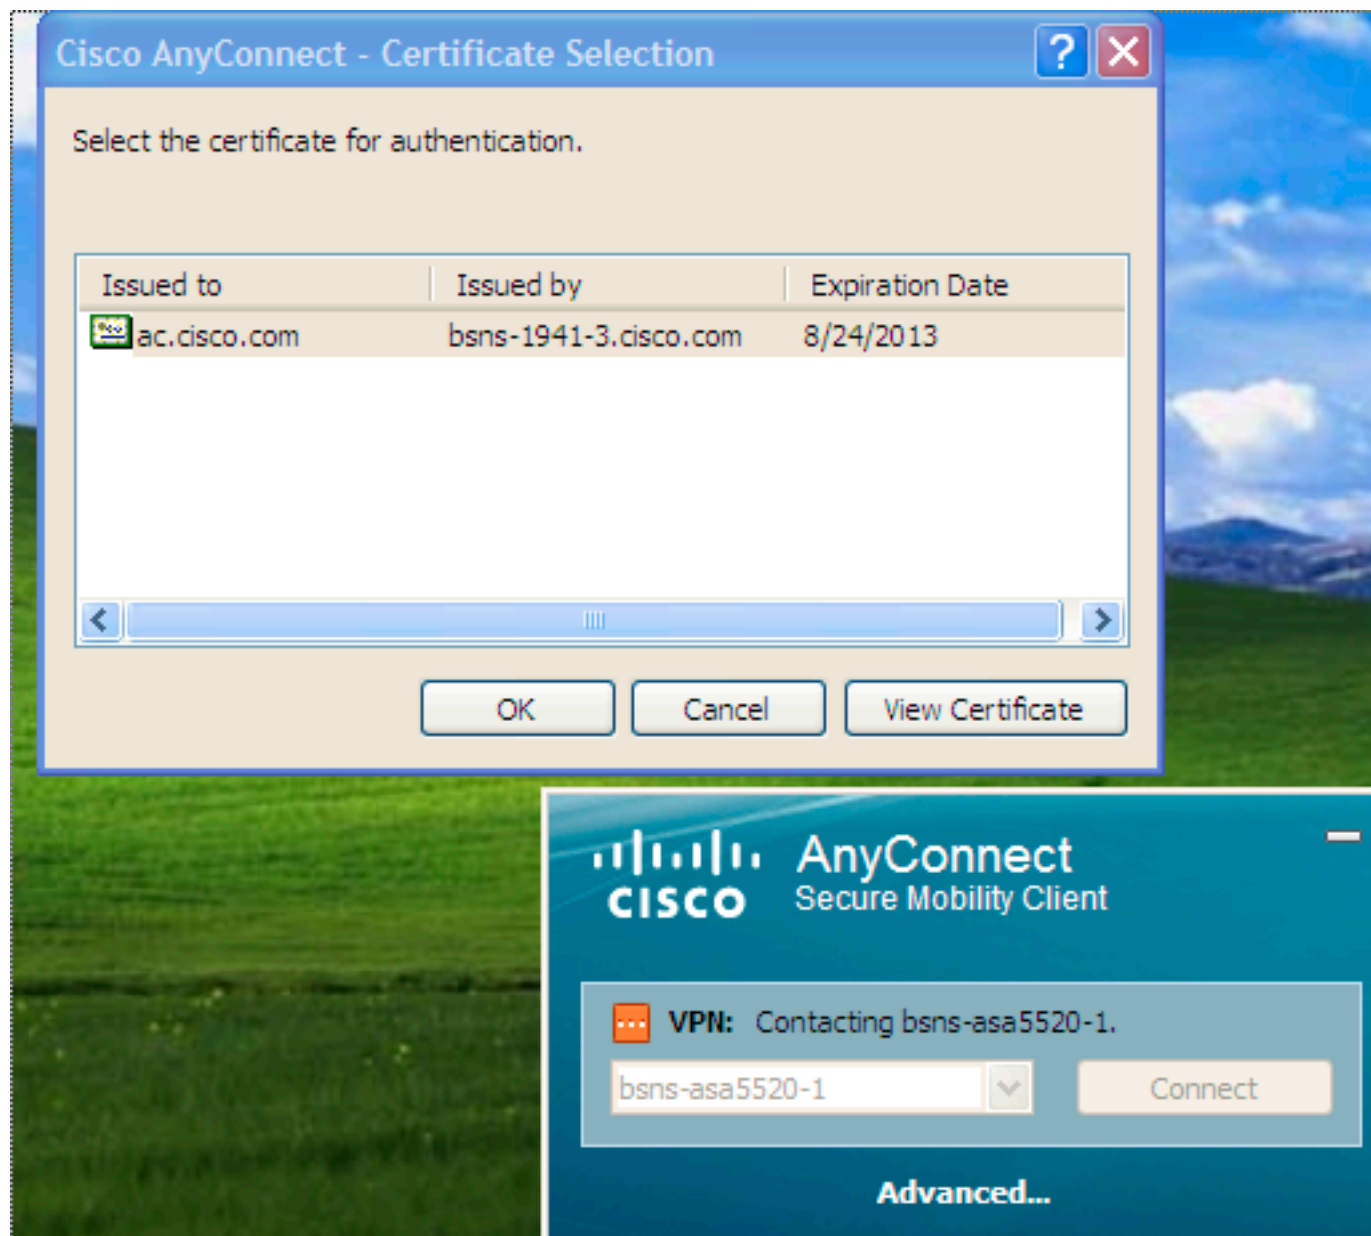 Cisco AnyConnect - Certificate Selection
Select the certificate for authentication.
Issued to Issued by Expiration Date
ac.cisco.com bsns-1941-3.cisco.com 8/24/2013
OK Cancel View Certificate
CISCO AnyConnect
Secure Mobility Client
VPN: Contacting bsns-asa5520-1.
bsns-asa5520-1 Connect
Advanced...